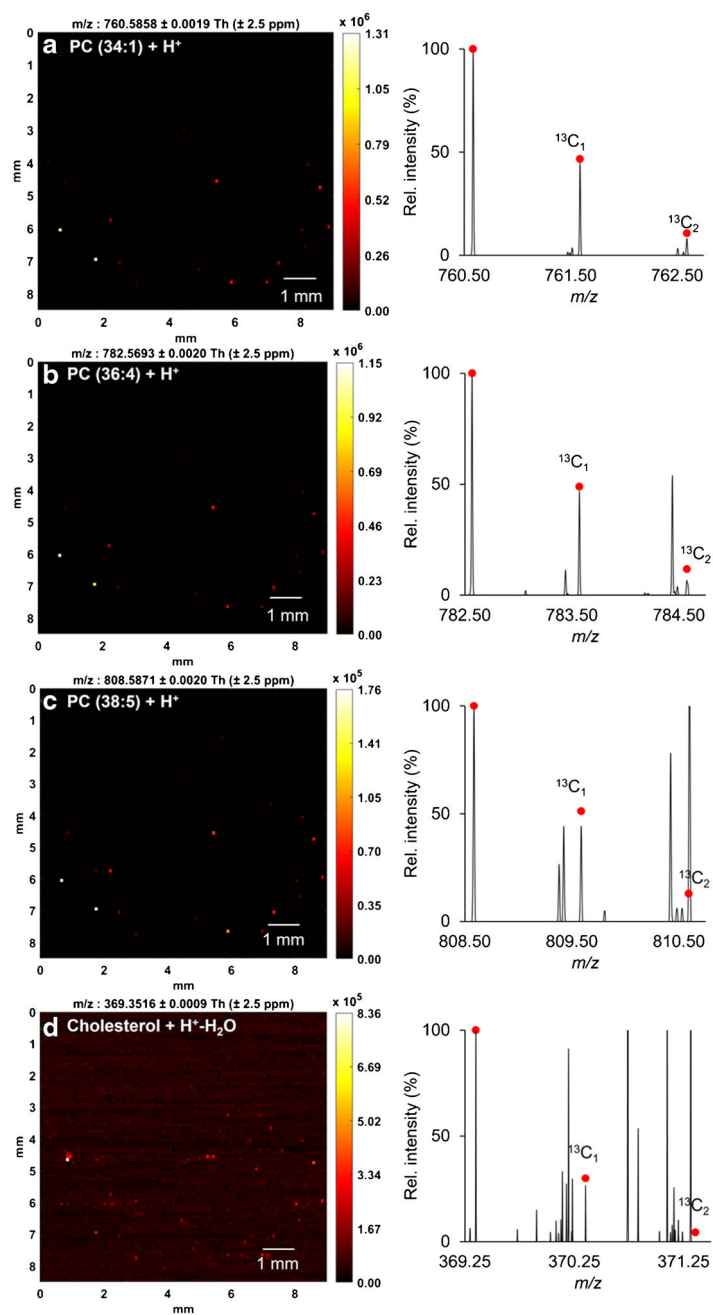 m/z : 760.5858 ± 0.0019 Th (± 2.5 ppm)
a PC (34:1) + H⁺
x 10⁶
1.31
1.05
0.79
0.52
0.26
0.00
0
1
2
3
4
5
6
7
8
mm
0 2 4 6 8
mm
1 mm
Rel. intensity (%)
100
50
0
¹³C₁
¹³C₂
760.50 761.50 762.50
m/z
m/z : 782.5693 ± 0.0020 Th (± 2.5 ppm)
b PC (36:4) + H⁺
x 10⁶
1.15
0.92
0.69
0.46
0.23
0.00
0
1
2
3
4
5
6
7
8
mm
0 2 4 6 8
mm
1 mm
Rel. intensity (%)
100
50
0
¹³C₁
¹³C₂
782.50 783.50 784.50
m/z
m/z : 808.5871 ± 0.0020 Th (± 2.5 ppm)
c PC (38:5) + H⁺
x 10⁵
1.76
1.41
1.05
0.70
0.35
0.00
0
1
2
3
4
5
6
7
8
mm
0 2 4 6 8
mm
1 mm
Rel. intensity (%)
100
50
0
¹³C₁
¹³C₂
808.50 809.50 810.50
m/z
m/z : 369.3516 ± 0.0009 Th (± 2.5 ppm)
d Cholesterol + H⁺-H₂O
x 10⁵
8.36
6.69
5.02
3.34
1.67
0.00
0
1
2
3
4
5
6
7
8
mm
0 2 4 6 8
mm
1 mm
Rel. intensity (%)
100
50
0
¹³C₁
¹³C₂
369.25 370.25 371.25
m/z